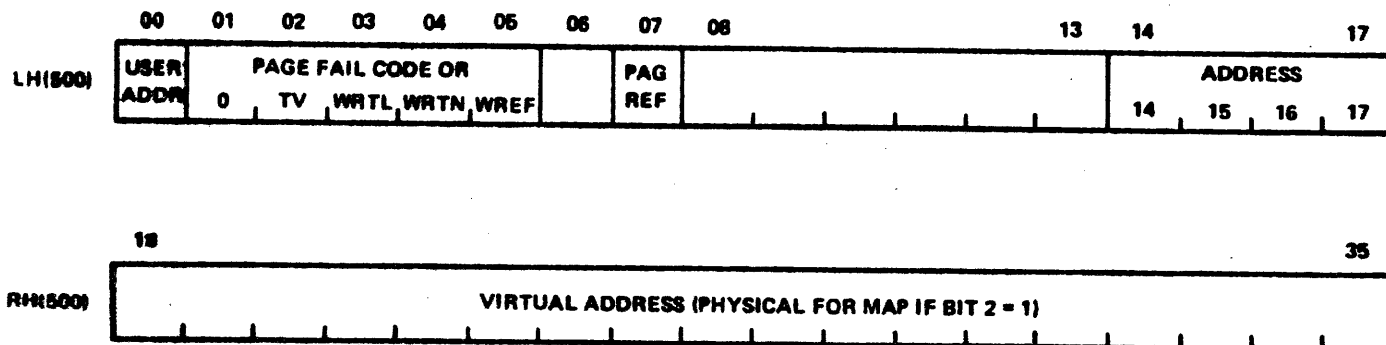 00 01 02 03 04 05 06 07 08 13 14 17
LH(500)
USER ADDR
PAGE FAIL CODE OR
0 TV WRTL WRTN WREF
PAG REF
ADDRESS
14 15 16 17
18 35
RH(500)
VIRTUAL ADDRESS (PHYSICAL FOR MAP IF BIT 2 = 1)